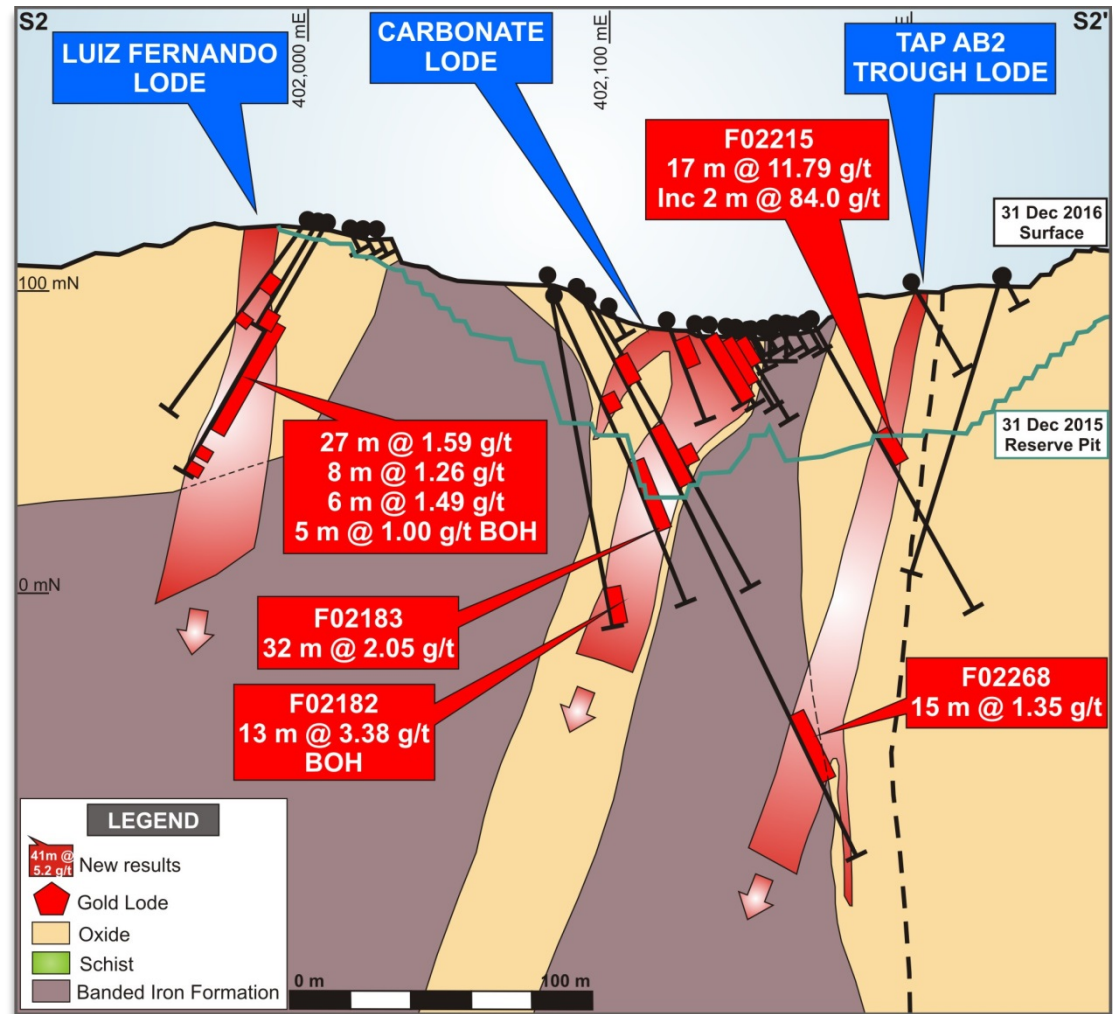 S2
S2'
LUIZ FERNANDO
LODE
402,000 mE
CARBONATE
LODE
402,100 mE
E
TAP AB2
TROUGH LODE
F02215
17 m @ 11.79 g/t
Inc 2 m @ 84.0 g/t
31 Dec 2016
Surface
100 mN
31 Dec 2015
Reserve Pit
27 m @ 1.59 g/t
8 m @ 1.26 g/t
6 m @ 1.49 g/t
5 m @ 1.00 g/t BOH
0 mN
F02183
32 m @ 2.05 g/t
F02182
13 m @ 3.38 g/t
BOH
F02268
15 m @ 1.35 g/t
LEGEND
41m @
5.2 g/t
New results
Gold Lode
Oxide
Schist
Banded Iron Formation
0 m
100 m